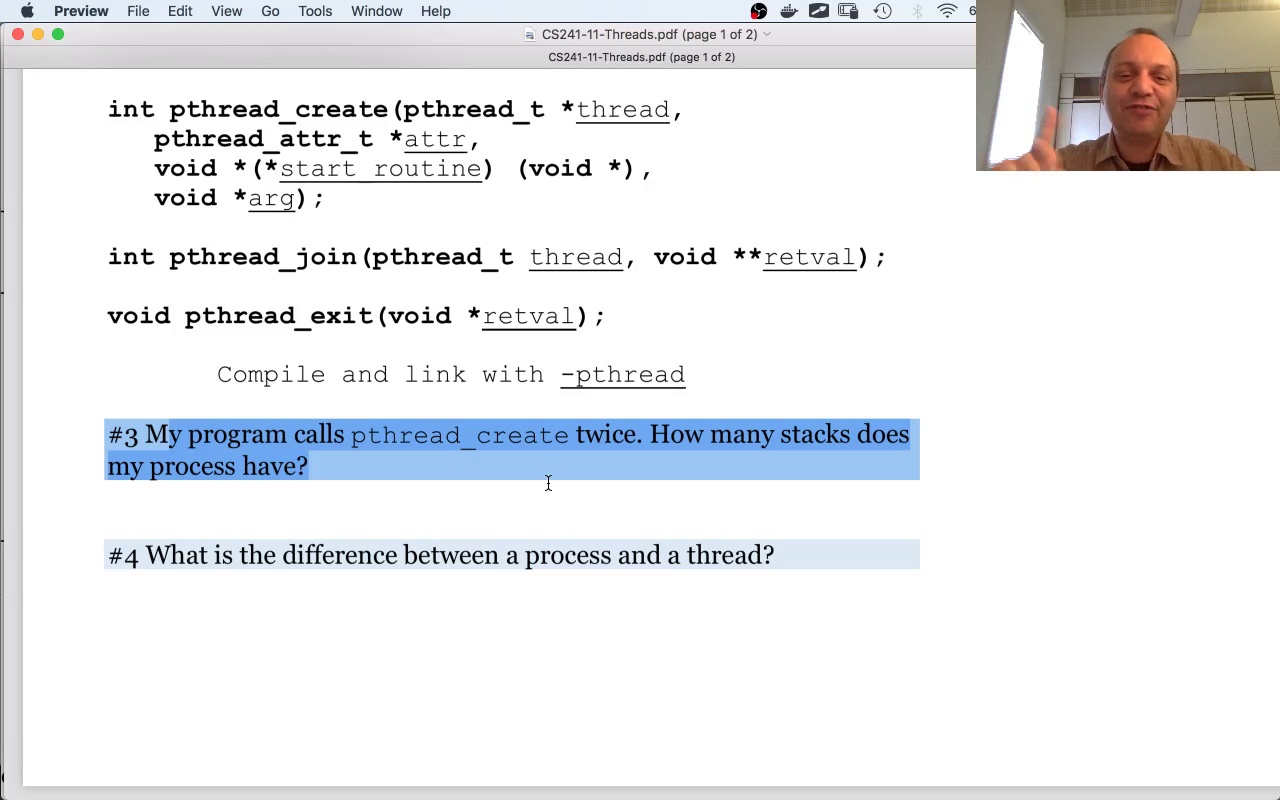 Preview File Edit View Go Tools Window Help 6
CS241-11-Threads.pdf (page 1 of 2)
CS241-11-Threads.pdf (page 1 of 2)
int pthread_create(pthread_t *thread,
pthread_attr_t *attr,
void *(*start_routine) (void *),
void *arg);
int pthread_join(pthread_t thread, void **retval);
void pthread_exit(void *retval);
Compile and link with -pthread
#3 My program calls pthread_create twice. How many stacks does
my process have?
#4 What is the difference between a process and a thread?